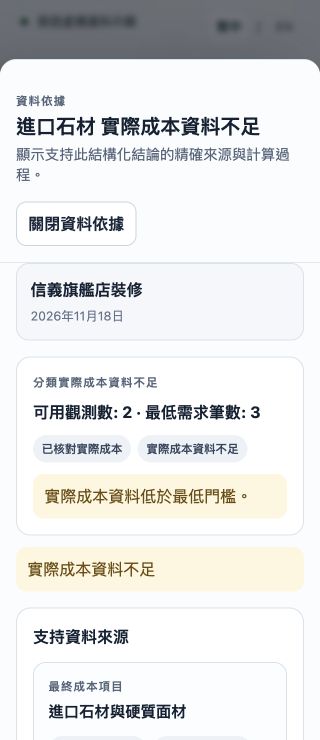 資料依據
進口石材 實際成本資料不足
顯示支持此結構化結論的精確來源與計算過
程。
關閉資料依據
信義旗艦店裝修
2026年11月18日
分類實際成本資料不足
可用觀測數: 2 · 最低需求筆數: 3
已核對實際成本 實際成本資料不足
實際成本資料低於最低門檻。
實際成本資料不足
支持資料來源
最終成本項目
進口石材與硬質面材